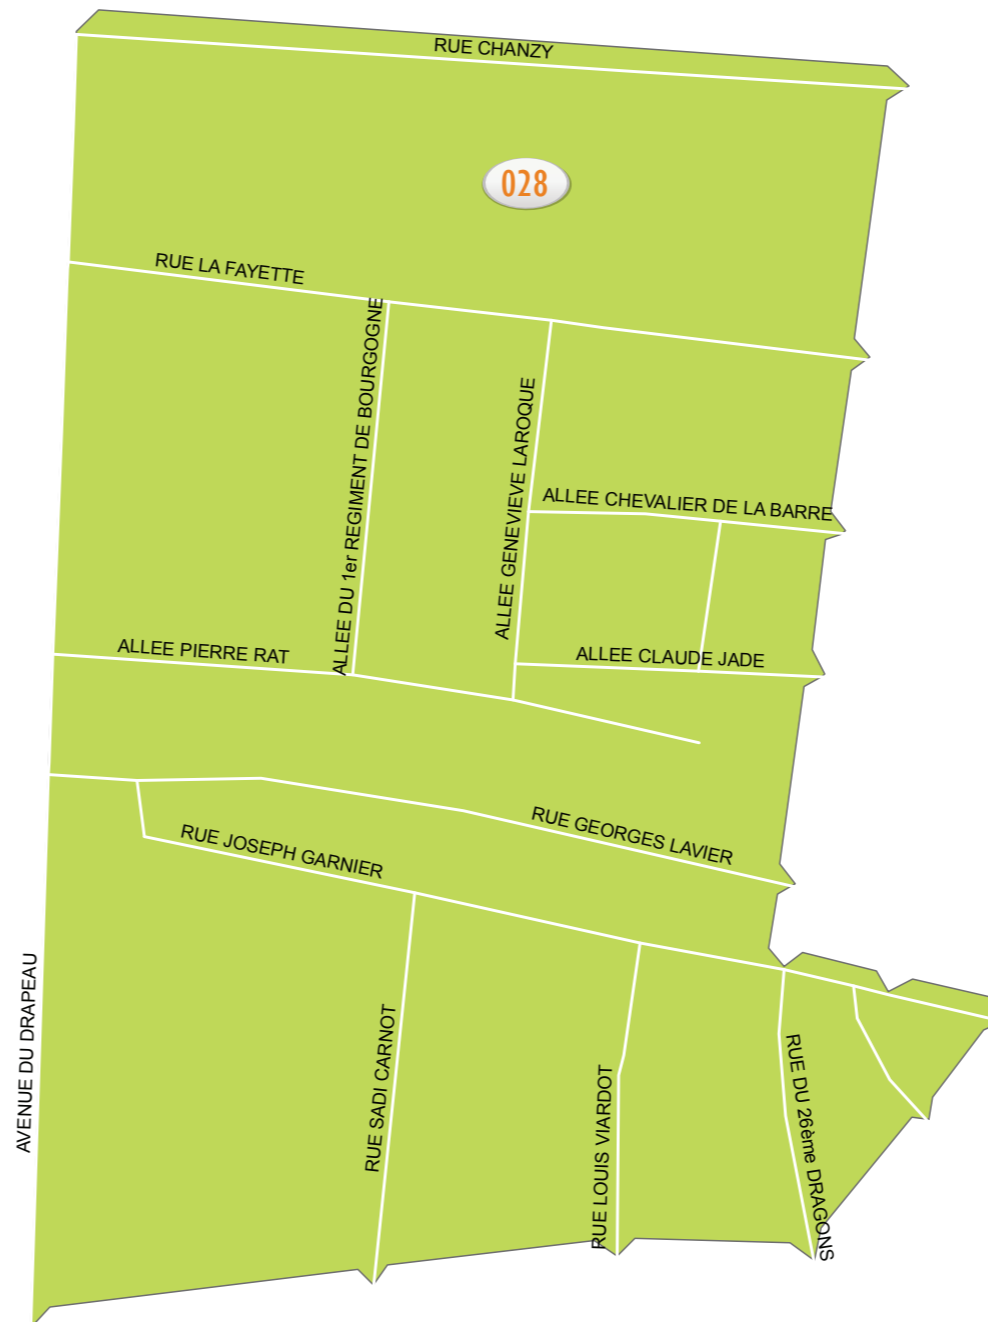 RUE CHANZY
028
RUE LA FAYETTE
ALLEE DU 1er REGIMENT DE BOURGOGNE
ALLEE GENEVIEVE LAROQUE
ALLEE CHEVALIER DE LA BARRE
ALLEE PIERRE RAT
ALLEE CLAUDE JADE
RUE GEORGES LAVIER
RUE JOSEPH GARNIER
AVENUE DU DRAPEAU
RUE SADI CARNOT
RUE LOUIS VIARDOT
RUE DU 26ème DRAGONS